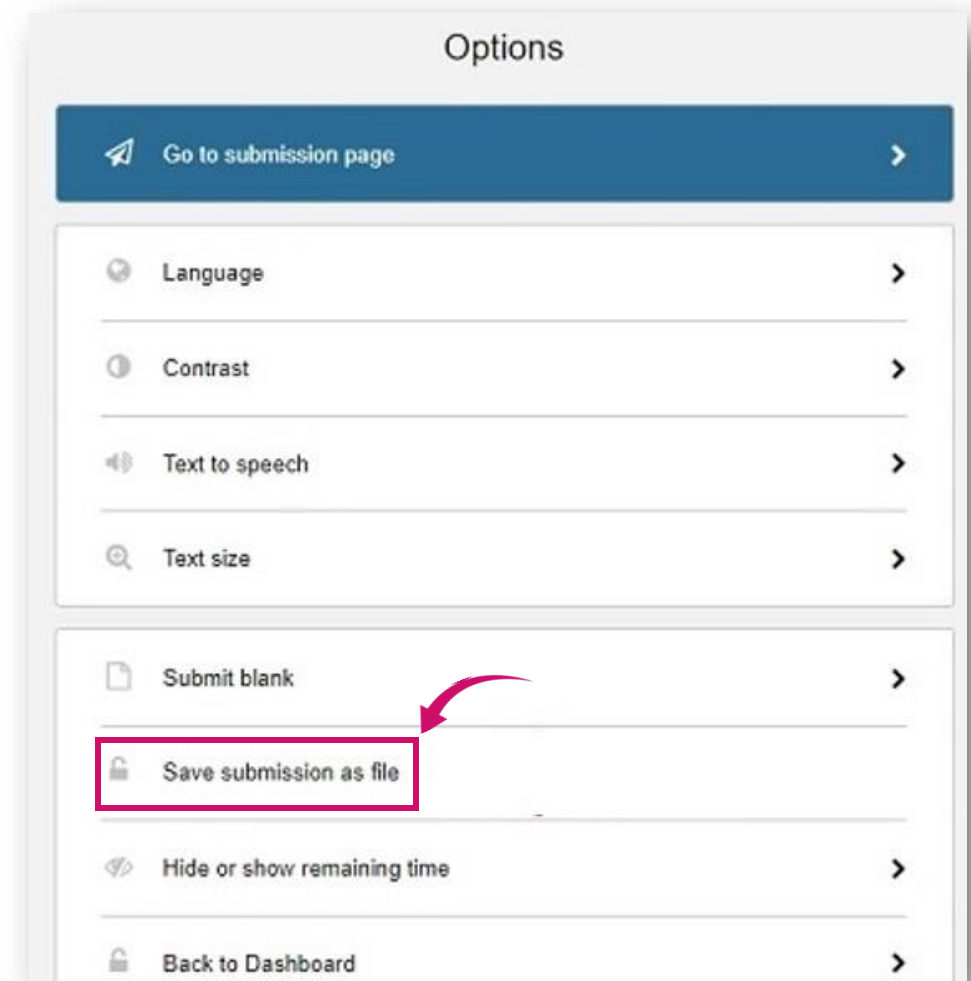 Options
Go to submission page
Language
Contrast
Text to speech
Text size
Submit blank
Save submission as file
Hide or show remaining time
Back to Dashboard